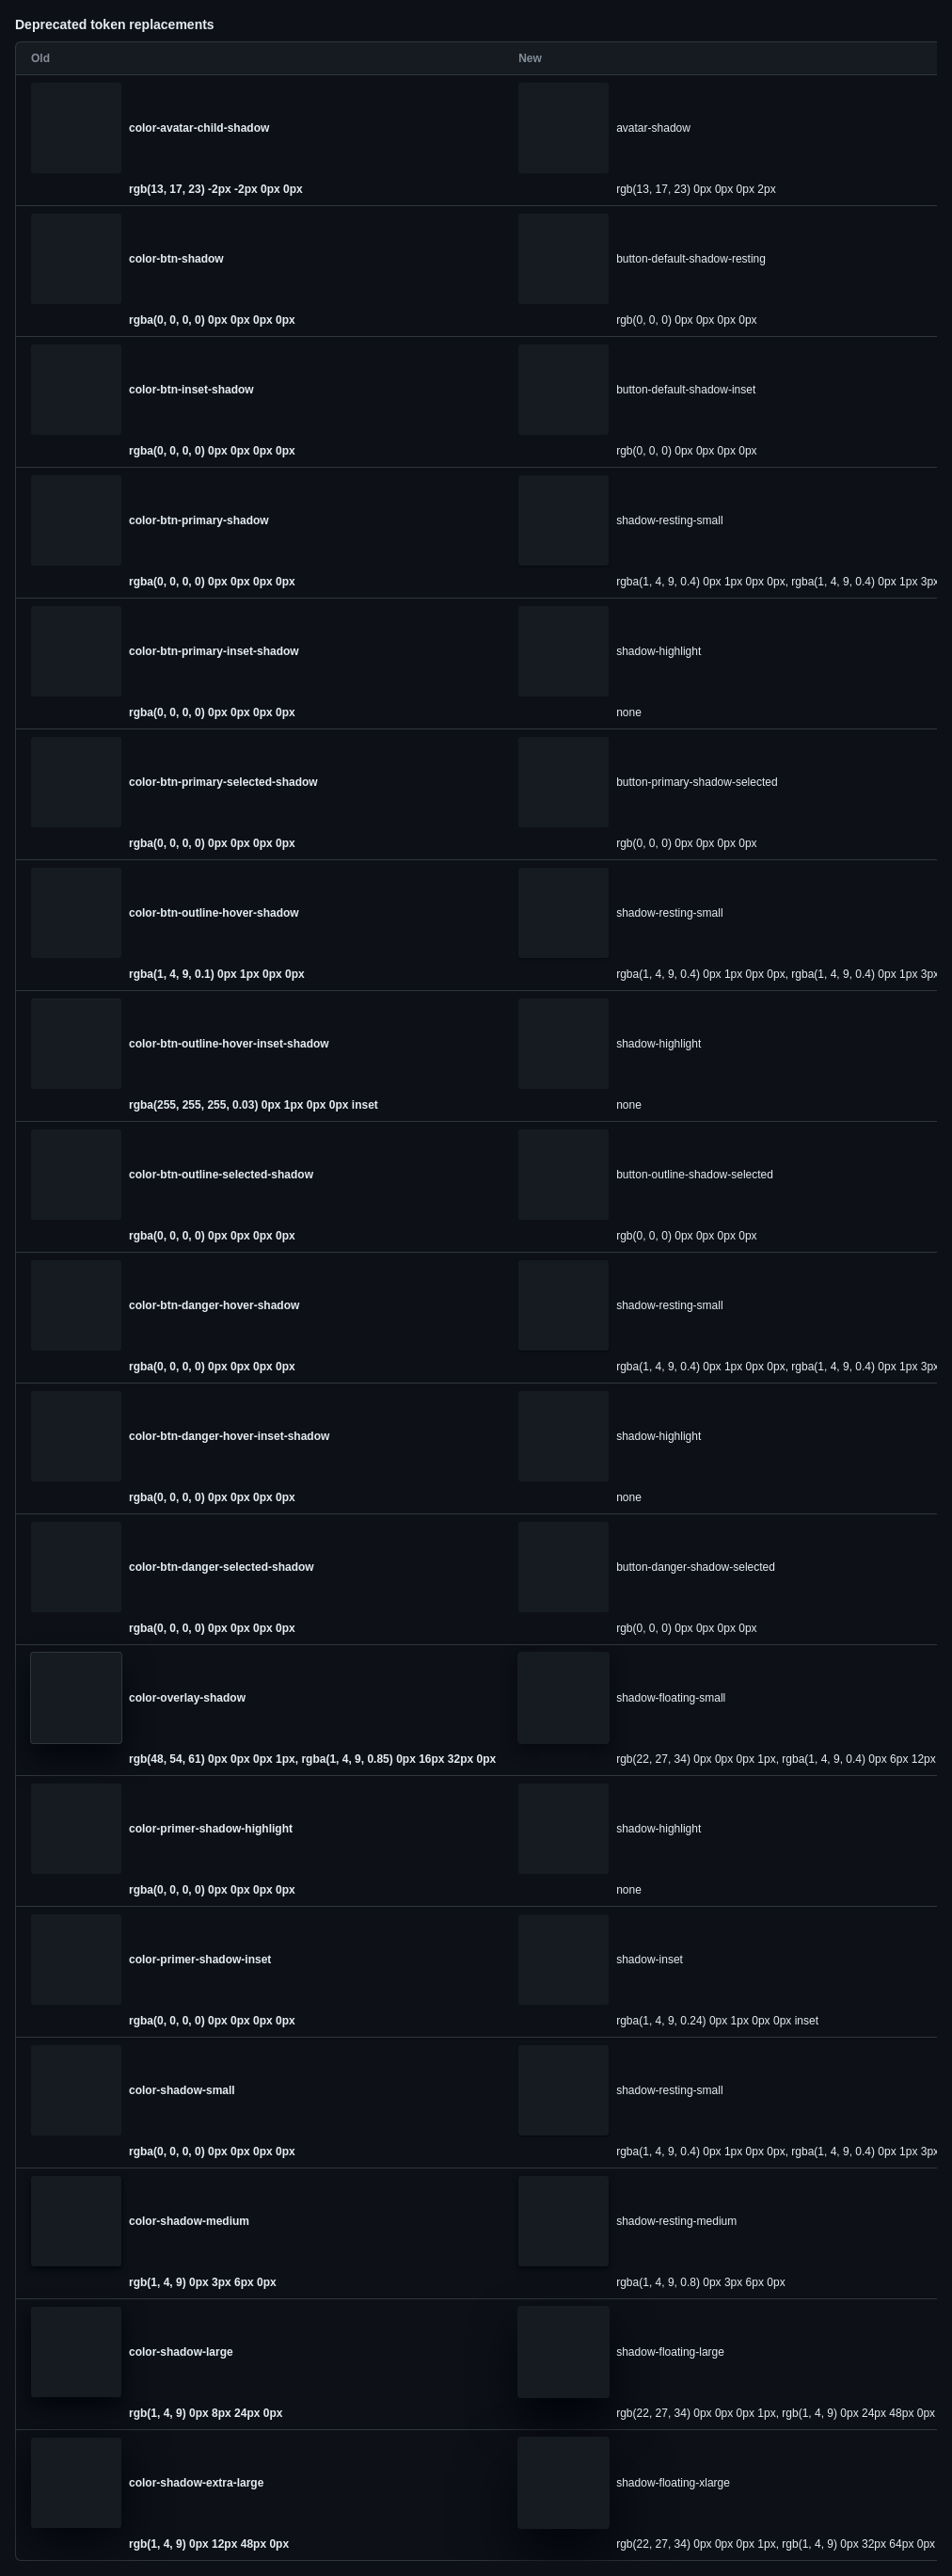 Deprecated token replacements
Old New
color-avatar-child-shadow avatar-shadow
rgb(13, 17, 23) -2px -2px 0px 0px rgb(13, 17, 23) 0px 0px 0px 2px
color-btn-shadow button-default-shadow-resting
rgba(0, 0, 0, 0) 0px 0px 0px 0px rgb(0, 0, 0) 0px 0px 0px 0px
color-btn-inset-shadow button-default-shadow-inset
rgba(0, 0, 0, 0) 0px 0px 0px 0px rgb(0, 0, 0) 0px 0px 0px 0px
color-btn-primary-shadow shadow-resting-small
rgba(0, 0, 0, 0) 0px 0px 0px 0px rgba(1, 4, 9, 0.4) 0px 1px 0px 0px, rgba(1, 4, 9, 0.4) 0px 1px 3px
color-btn-primary-inset-shadow shadow-highlight
rgba(0, 0, 0, 0) 0px 0px 0px 0px none
color-btn-primary-selected-shadow button-primary-shadow-selected
rgba(0, 0, 0, 0) 0px 0px 0px 0px rgb(0, 0, 0) 0px 0px 0px 0px
color-btn-outline-hover-shadow shadow-resting-small
rgba(1, 4, 9, 0.1) 0px 1px 0px 0px rgba(1, 4, 9, 0.4) 0px 1px 0px 0px, rgba(1, 4, 9, 0.4) 0px 1px 3px
color-btn-outline-hover-inset-shadow shadow-highlight
rgba(255, 255, 255, 0.03) 0px 1px 0px 0px inset none
color-btn-outline-selected-shadow button-outline-shadow-selected
rgba(0, 0, 0, 0) 0px 0px 0px 0px rgb(0, 0, 0) 0px 0px 0px 0px
color-btn-danger-hover-shadow shadow-resting-small
rgba(0, 0, 0, 0) 0px 0px 0px 0px rgba(1, 4, 9, 0.4) 0px 1px 0px 0px, rgba(1, 4, 9, 0.4) 0px 1px 3px
color-btn-danger-hover-inset-shadow shadow-highlight
rgba(0, 0, 0, 0) 0px 0px 0px 0px none
color-btn-danger-selected-shadow button-danger-shadow-selected
rgba(0, 0, 0, 0) 0px 0px 0px 0px rgb(0, 0, 0) 0px 0px 0px 0px
color-overlay-shadow shadow-floating-small
rgb(48, 54, 61) 0px 0px 0px 1px, rgba(1, 4, 9, 0.85) 0px 16px 32px 0px rgb(22, 27, 34) 0px 0px 0px 1px, rgba(1, 4, 9, 0.4) 0px 6px 12px
color-primer-shadow-highlight shadow-highlight
rgba(0, 0, 0, 0) 0px 0px 0px 0px none
color-primer-shadow-inset shadow-inset
rgba(0, 0, 0, 0) 0px 0px 0px 0px rgba(1, 4, 9, 0.24) 0px 1px 0px 0px inset
color-shadow-small shadow-resting-small
rgba(0, 0, 0, 0) 0px 0px 0px 0px rgba(1, 4, 9, 0.4) 0px 1px 0px 0px, rgba(1, 4, 9, 0.4) 0px 1px 3px
color-shadow-medium shadow-resting-medium
rgb(1, 4, 9) 0px 3px 6px 0px rgba(1, 4, 9, 0.8) 0px 3px 6px 0px
color-shadow-large shadow-floating-large
rgb(1, 4, 9) 0px 8px 24px 0px rgb(22, 27, 34) 0px 0px 0px 1px, rgb(1, 4, 9) 0px 24px 48px 0px
color-shadow-extra-large shadow-floating-xlarge
rgb(1, 4, 9) 0px 12px 48px 0px rgb(22, 27, 34) 0px 0px 0px 1px, rgb(1, 4, 9) 0px 32px 64px 0px